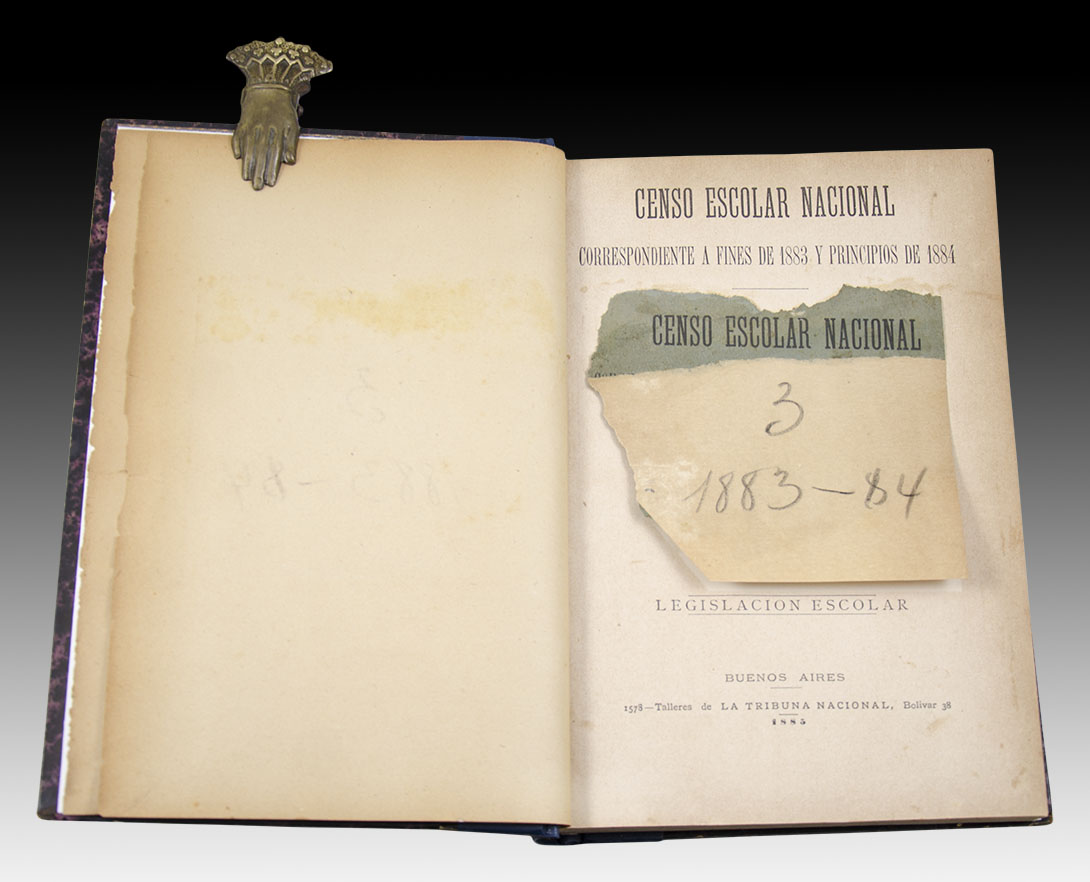 CENSO ESCOLAR NACIONAL
CORRESPONDIENTE A FINES DE 1883 Y PRINCIPIOS DE 1884
CENSO ESCOLAR NACIONAL
3
1883-84
LEGISLACION ESCOLAR
BUENOS AIRES
1578—Talleres de LA TRIBUNA NACIONAL, Bolivar 38
1885